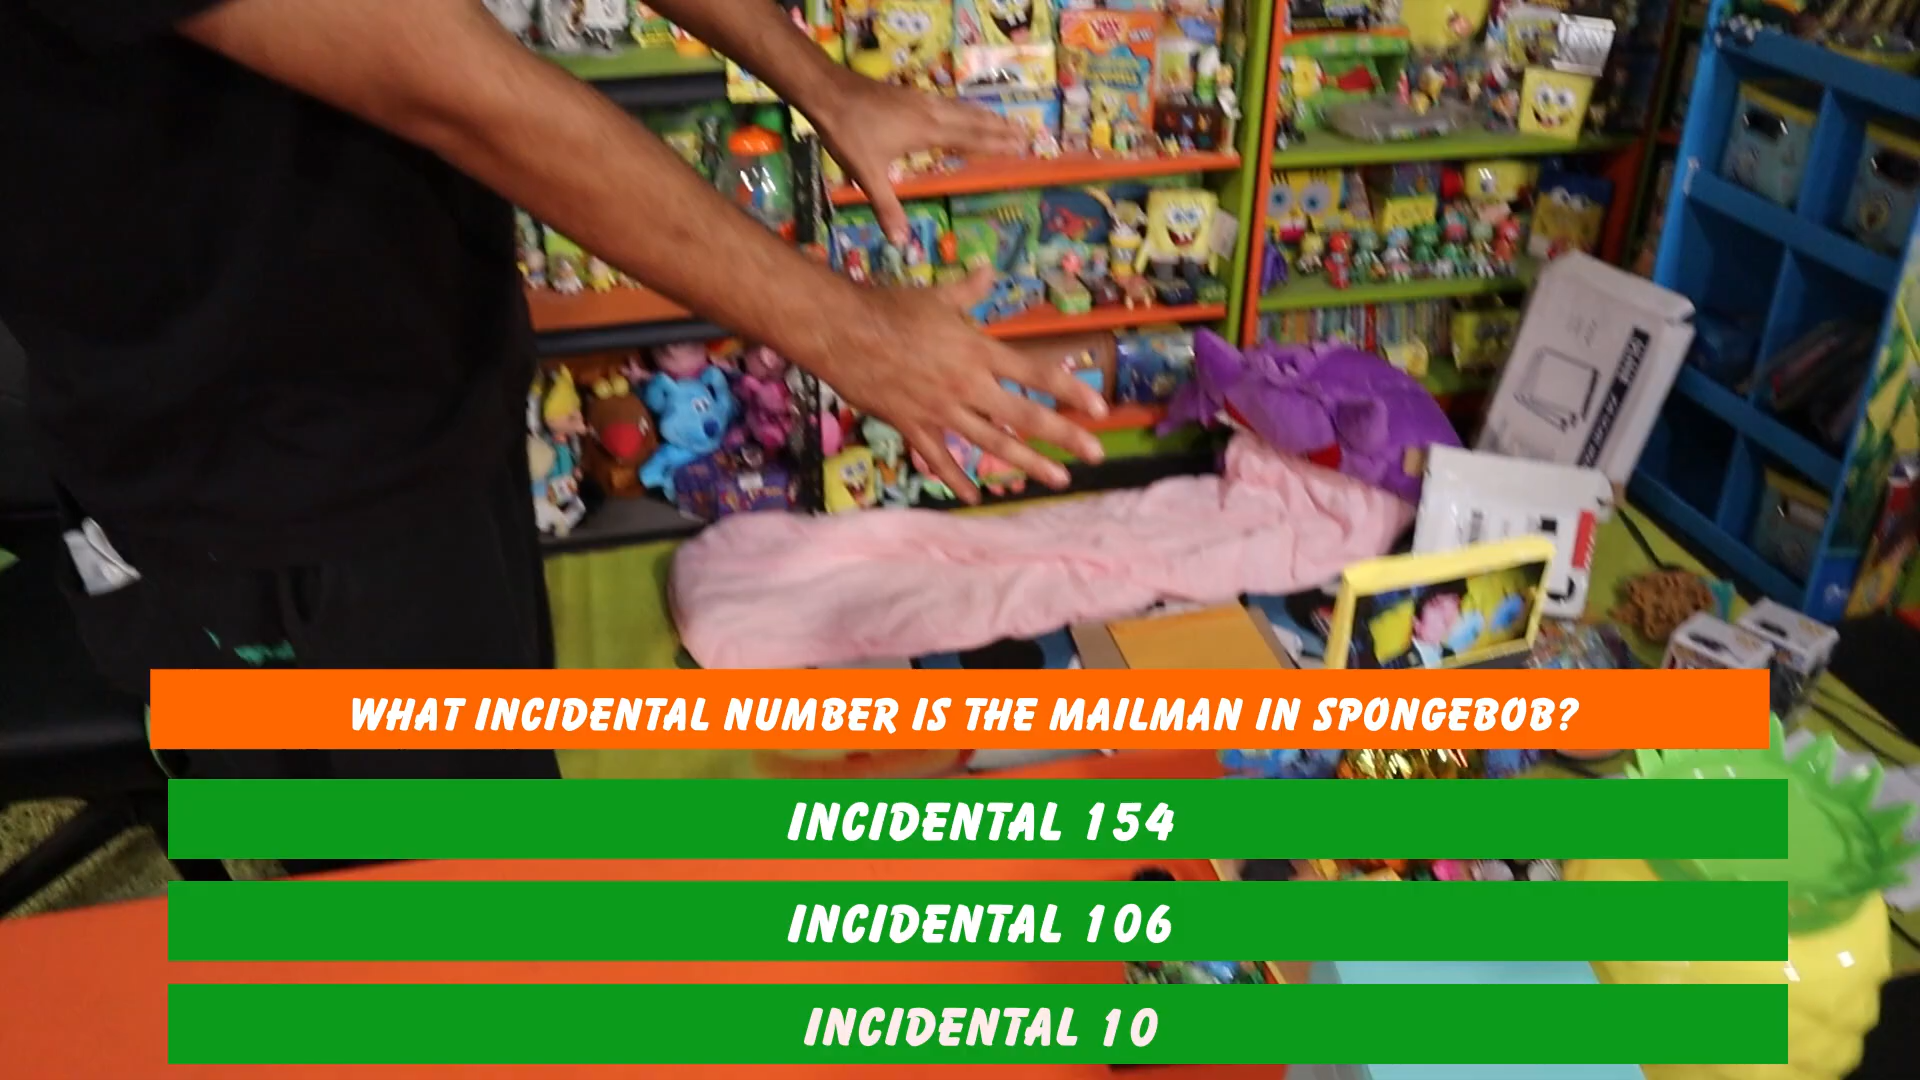 WHAT INCIDENTAL NUMBER IS THE MAILMAN IN SPONGEBOB?
INCIDENTAL 154
INCIDENTAL 106
INCIDENTAL 10